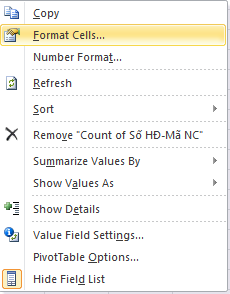 Copy
Format Cells...
Number Format...
Refresh
Sort
Remove "Count of Số HĐ-Mã NC"
Summarize Values By
Show Values As
Show Details
Value Field Settings...
PivotTable Options...
Hide Field List